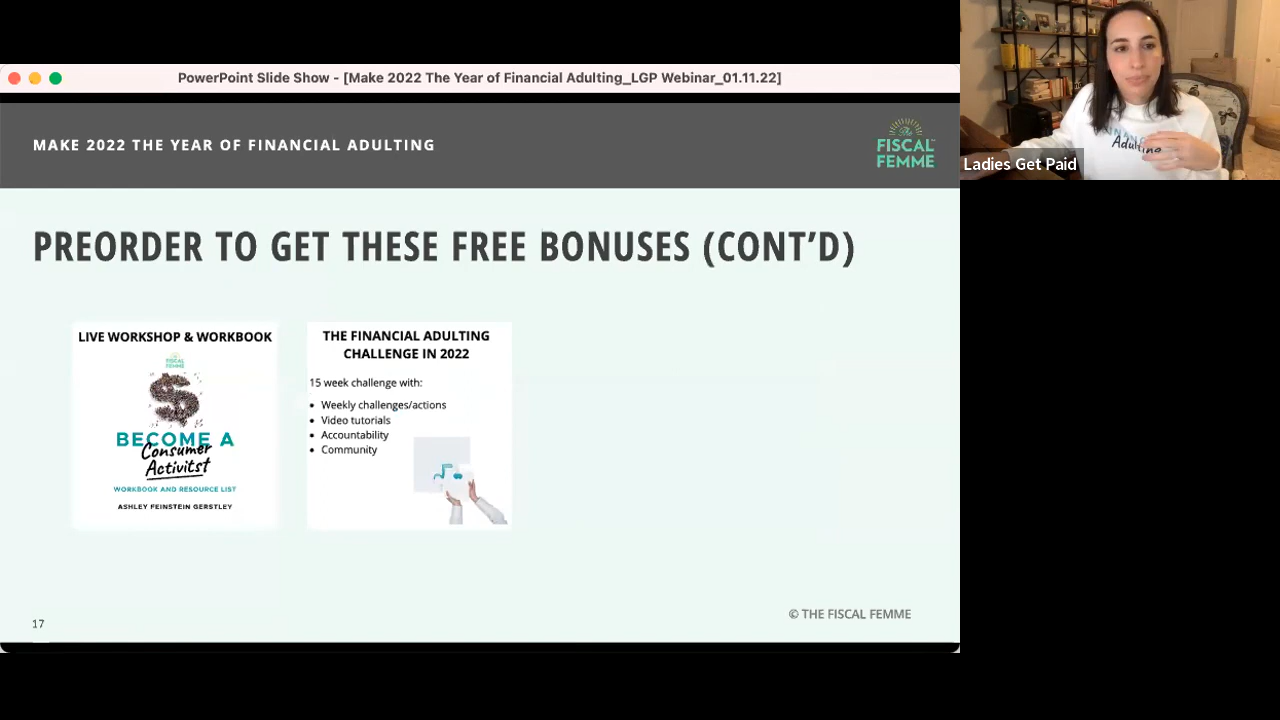 PowerPoint Slide Show - [Make 2022 The Year of Financial Adulting_LGP Webinar_01.11.22]
MAKE 2022 THE YEAR OF FINANCIAL ADULTING
The
FISCAL
FEMME
PREORDER TO GET THESE FREE BONUSES (CONT’D)
LIVE WORKSHOP & WORKBOOK
FISCAL
FEMME
BECOME A
Consumer
Activitst
WORKBOOK AND RESOURCE LIST
ASHLEY FEINSTEIN GERSTLEY
THE FINANCIAL ADULTING
CHALLENGE IN 2022
15 week challenge with:
• Weekly challenges/actions
• Video tutorials
• Accountability
• Community
17
© THE FISCAL FEMME
Adulting
Ladies Get Paid